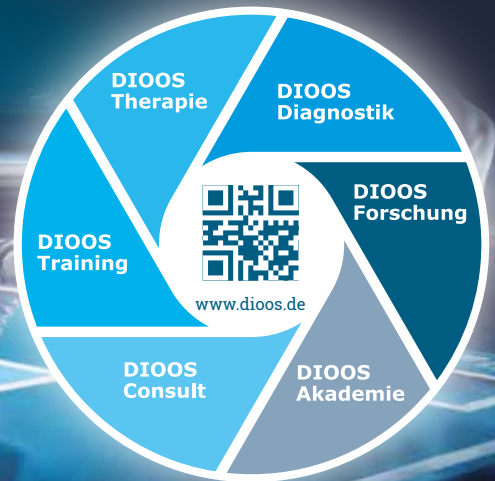 DIOOS
Therapie
DIOOS
Diagnostik
DIOOS
Forschung
DIOOS
Training
www.dioos.de
DIOOS
Consult
DIOOS
Akademie